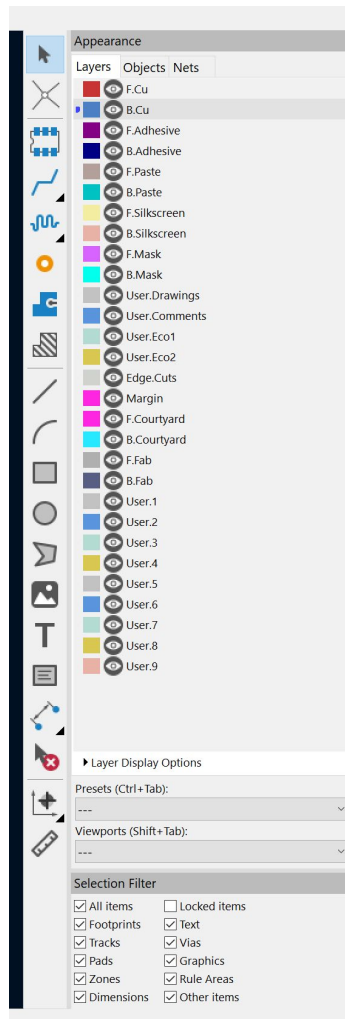 Appearance
Layers Objects Nets
F.Cu
B.Cu
F.Adhesive
B.Adhesive
F.Paste
B.Paste
F.Silkscreen
B.Silkscreen
F.Mask
B.Mask
User.Drawings
User.Comments
User.Eco1
User.Eco2
Edge.Cuts
Margin
F.Courtyard
B.Courtyard
F.Fab
B.Fab
User.1
User.2
User.3
User.4
User.5
User.6
User.7
User.8
User.9
Layer Display Options
Presets (Ctrl+Tab):
---
Viewports (Shift+Tab):
---
Selection Filter
All items Locked items
Footprints Text
Tracks Vias
Pads Graphics
Zones Rule Areas
Dimensions Other items